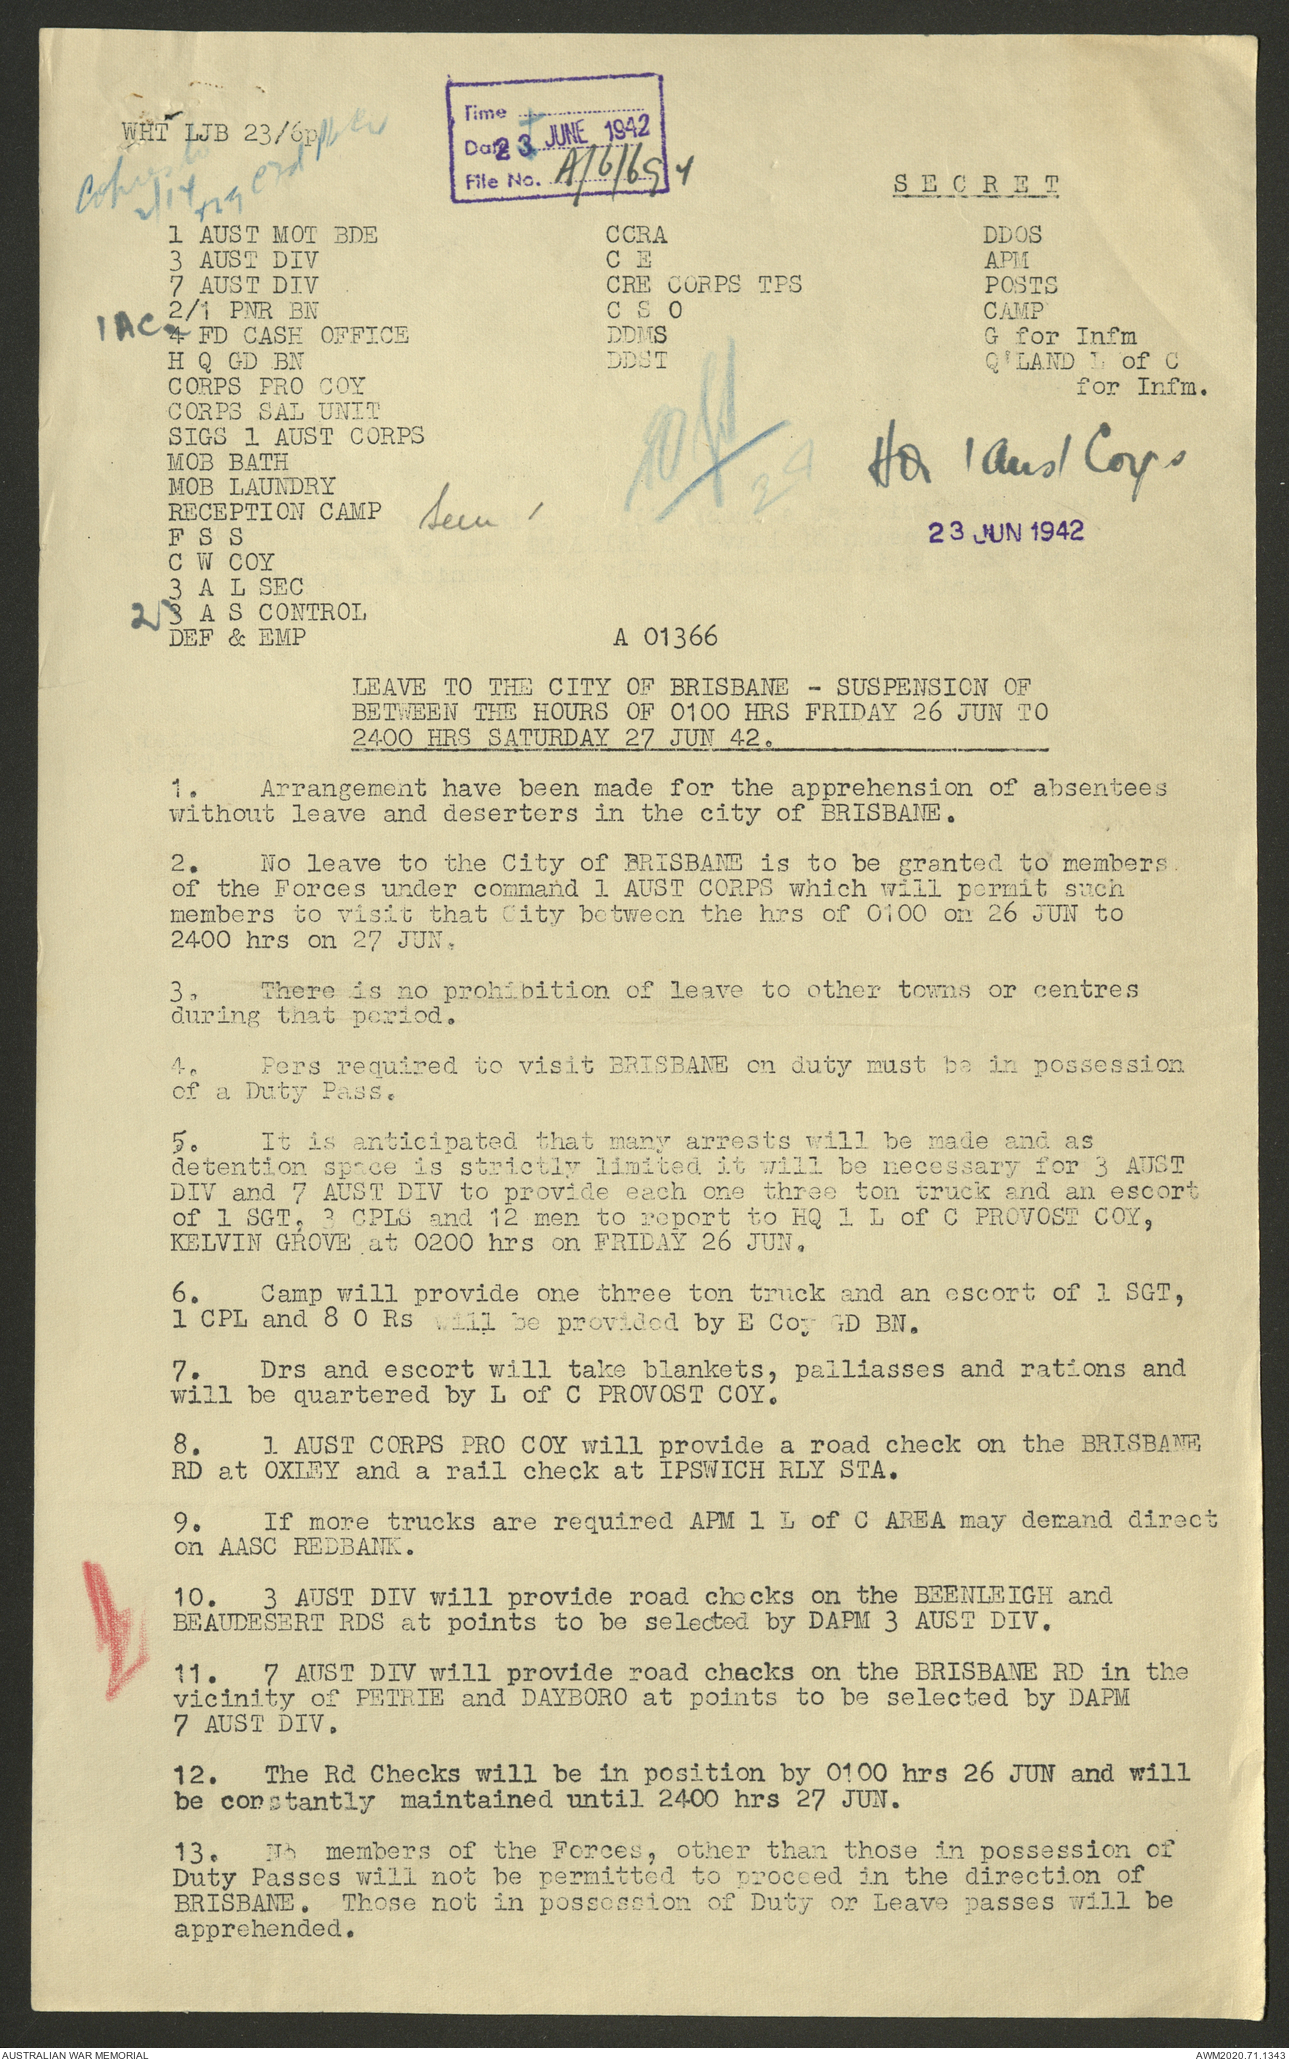 WHT LJB 23/6p
Time
Date 23 JUNE 1942
File No. A/6/69
S E C R E T
1 AUST MOT BDE
3 AUST DIV
7 AUST DIV
2/1 PNR BN
1 AC
4 FD CASH OFFICE
H Q GD BN
CORPS PRO COY
CORPS SAL UNIT
SIGS 1 AUST CORPS
MOB BATH
MOB LAUNDRY
RECEPTION CAMP
F S S
C W COY
3 A L SEC
3 A S CONTROL
DEF & EMP
CCRA
C E
CRE CORPS TPS
C S O
DDMS
DDST
DDOS
APM
POSTS
CAMP
G for Infm
Q'LAND L of C
for Infm.
HQ 1 Aust Corps
23 JUN 1942
A 01366
LEAVE TO THE CITY OF BRISBANE - SUSPENSION OF
BETWEEN THE HOURS OF 0100 HRS FRIDAY 26 JUN TO
2400 HRS SATURDAY 27 JUN 42.
1. Arrangement have been made for the apprehension of absentees
without leave and deserters in the city of BRISBANE.
2. No leave to the City of BRISBANE is to be granted to members
of the Forces under command 1 AUST CORPS which will permit such
members to visit that City between the hrs of 0100 on 26 JUN to
2400 hrs on 27 JUN.
3. There is no prohibition of leave to other towns or centres
during that period.
4. Pers required to visit BRISBANE on duty must be in possession
of a Duty Pass.
5. It is anticipated that many arrests will be made and as
detention space is strictly limited it will be necessary for 3 AUST
DIV and 7 AUST DIV to provide each one three ton truck and an escort
of 1 SGT, 3 CPLS and 12 men to report to HQ 1 L of C PROVOST COY,
KELVIN GROVE at 0200 hrs on FRIDAY 26 JUN.
6. Camp will provide one three ton truck and an escort of 1 SGT,
1 CPL and 8 O Rs will be provided by E Coy GD BN.
7. Drs and escort will take blankets, palliasses and rations and
will be quartered by L of C PROVOST COY.
8. 1 AUST CORPS PRO COY will provide a road check on the BRISBANE
RD at OXLEY and a rail check at IPSWICH RLY STA.
9. If more trucks are required APM 1 L of C AREA may demand direct
on AASC REDBANK.
10. 3 AUST DIV will provide road checks on the BEENLEIGH and
BEAUDESERT RDS at points to be selected by DAPM 3 AUST DIV.
11. 7 AUST DIV will provide road checks on the BRISBANE RD in the
vicinity of PETRIE and DAYBORO at points to be selected by DAPM
7 AUST DIV.
12. The Rd Checks will be in position by 0100 hrs 26 JUN and will
be constantly maintained until 2400 hrs 27 JUN.
13. No members of the Forces, other than those in possession of
Duty Passes will not be permitted to proceed in the direction of
BRISBANE. Those not in possession of Duty or Leave passes will be
apprehended.
AUSTRALIAN WAR MEMORIAL
AWM2020.71.1343